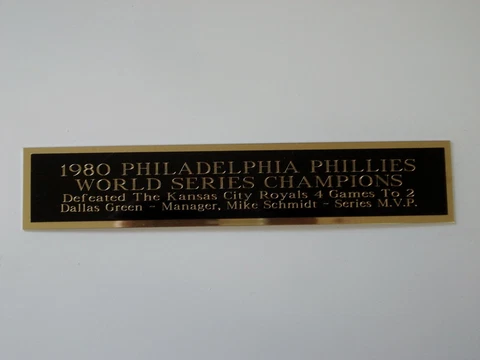 1980 PHILADELPHIA PHILLIES
WORLD SERIES CHAMPIONS
Defeated The Kansas City Royals 4 Games To 2
Dallas Green - Manager, Mike Schmidt - Series M.V.P.